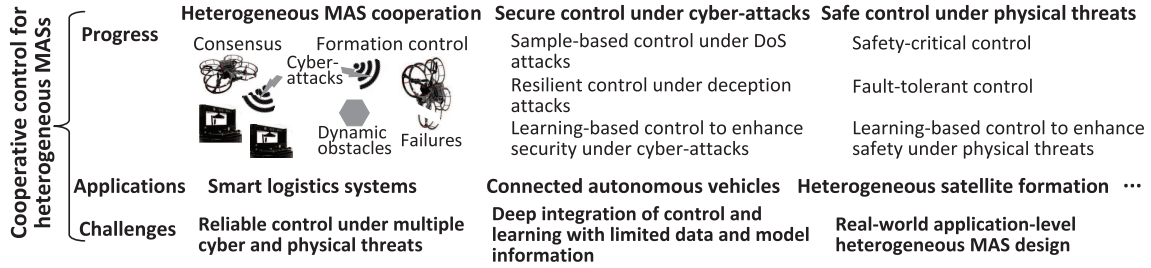 Cooperative control for
heterogeneous MASs
Progress
Heterogeneous MAS cooperation
Consensus
Formation control
Cyber-
attacks
Dynamic
obstacles
Failures
Secure control under cyber-attacks
Sample-based control under DoS
attacks
Resilient control under deception
attacks
Learning-based control to enhance
security under cyber-attacks
Safe control under physical threats
Safety-critical control
Fault-tolerant control
Learning-based control to enhance
safety under physical threats
Applications
Smart logistics systems
Connected autonomous vehicles
Heterogeneous satellite formation ···
Challenges
Reliable control under multiple
cyber and physical threats
Deep integration of control and
learning with limited data and model
information
Real-world application-level
heterogeneous MAS design